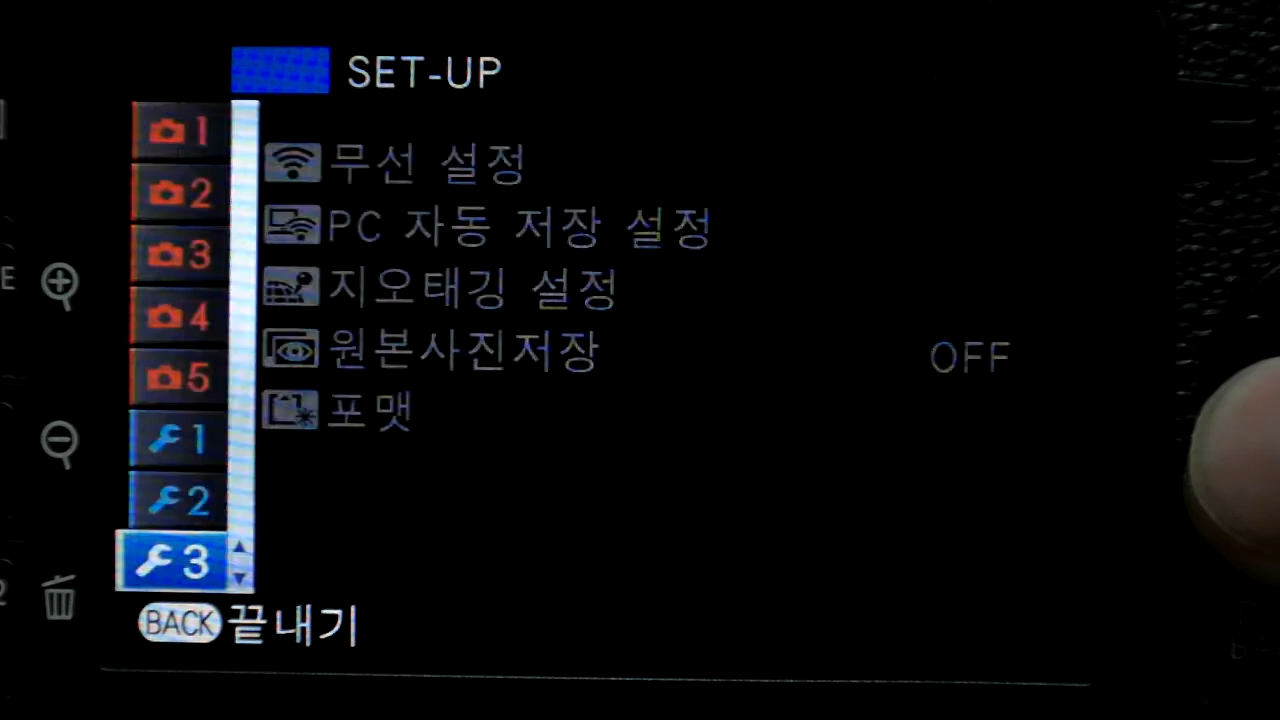 SET-UP
1
2
3
4
5
1
2
3
무선 설정
PC 자동 저장 설정
지오태깅 설정
원본사진저장 OFF
포맷
BACK 끝내기
E
2